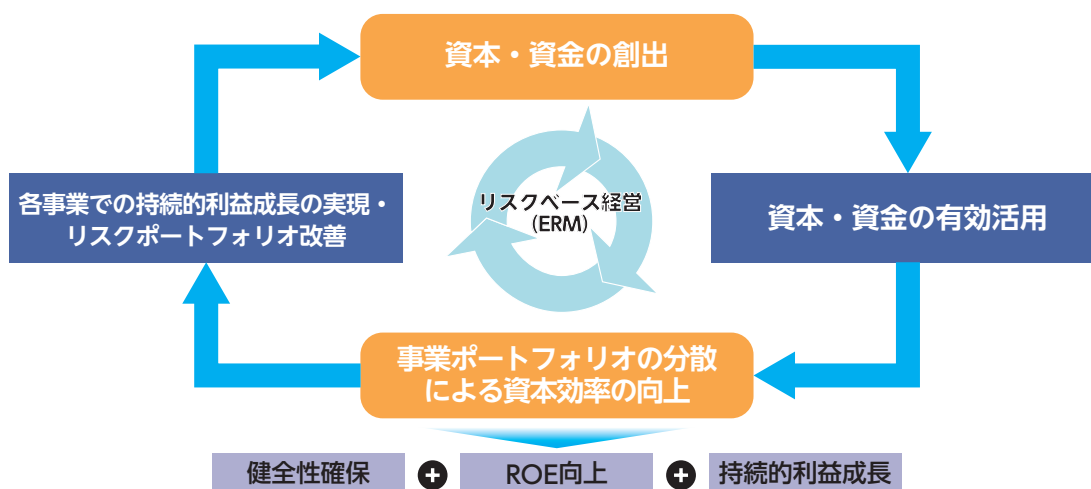 資本・資金の創出
各事業での持続的利益成長の実現・
リスクポートフォリオ改善
リスクベース経営
(ERM)
資本・資金の有効活用
事業ポートフォリオの分散
による資本効率の向上
健全性確保 + ROE向上 + 持続的利益成長